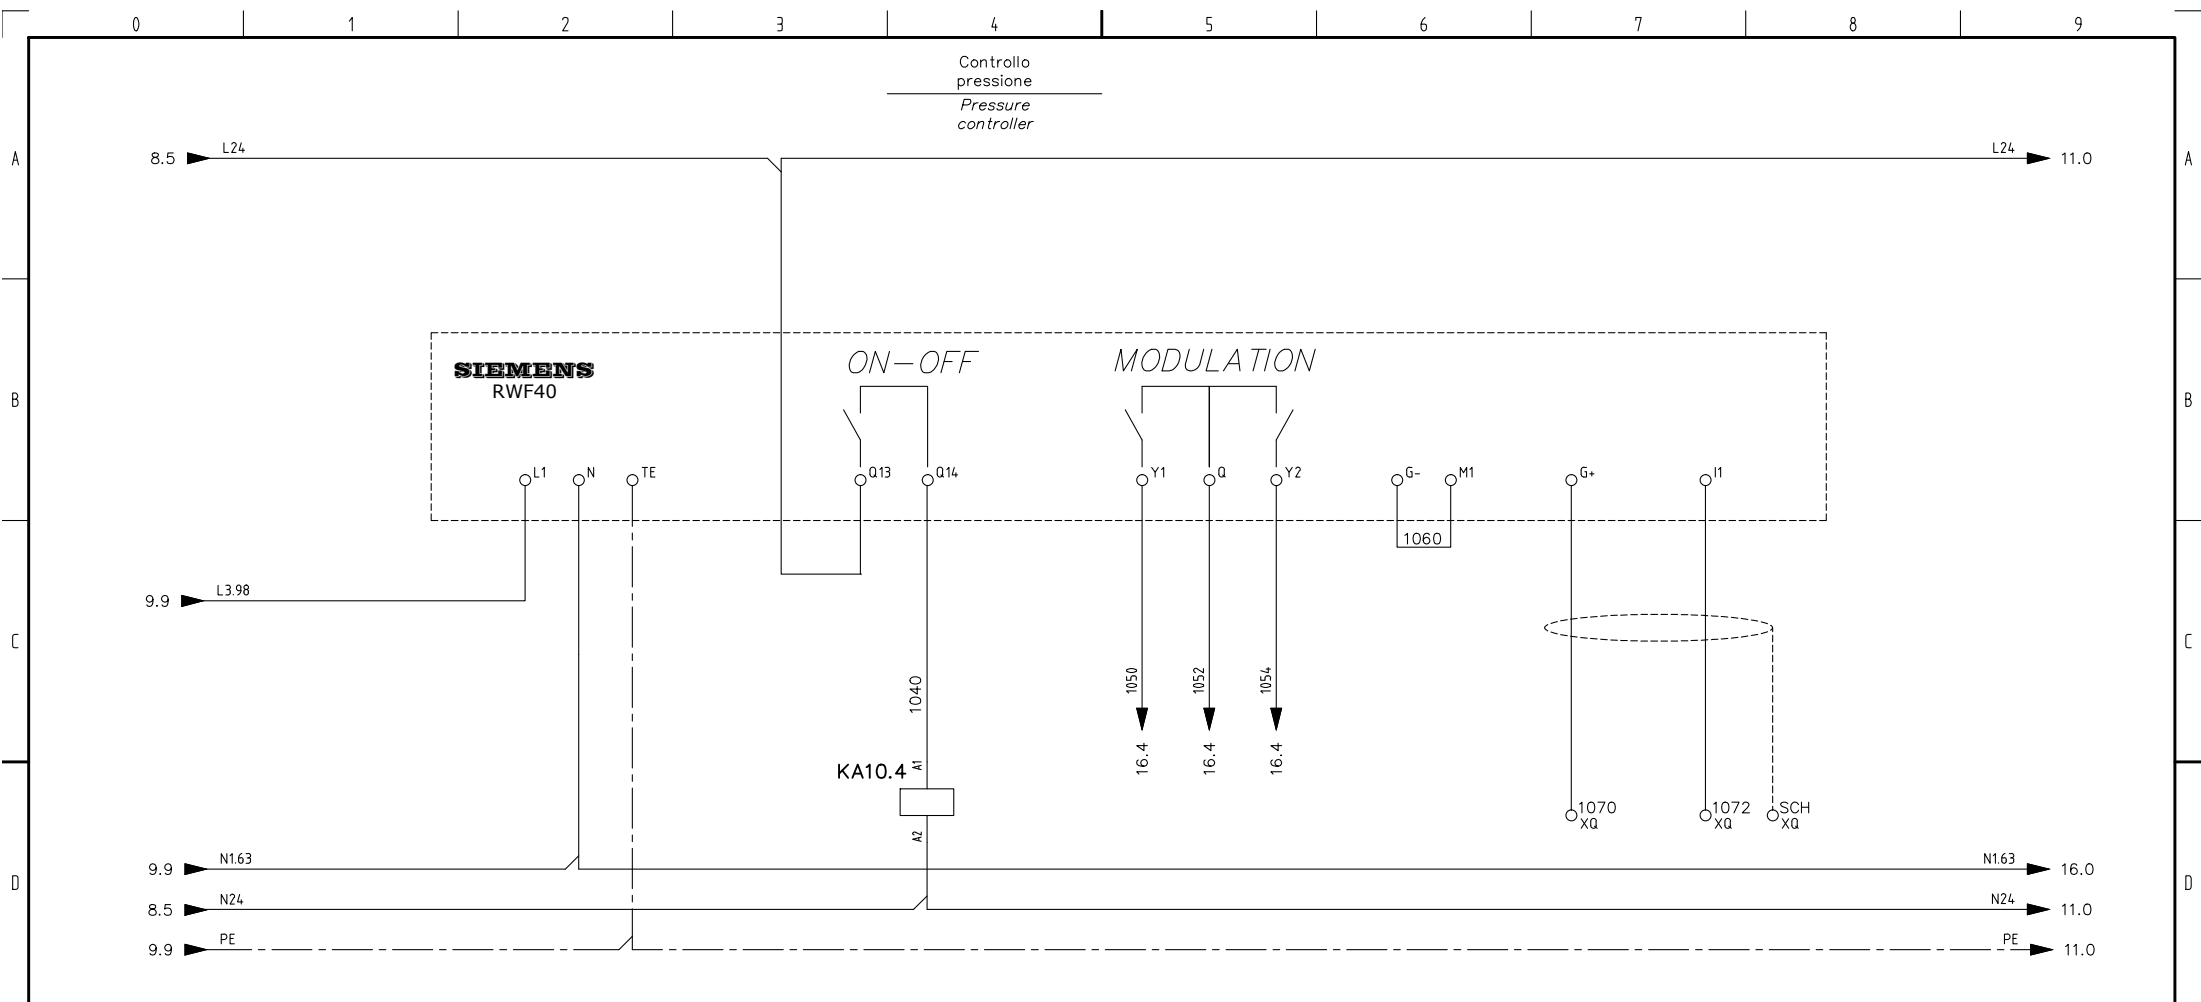 0 1 2 3 4 5 6 7 8 9
Controllo
pressione
Pressure
controller
A 8.5 L24 L24 11.0 A
SIEMENS
RWF40
ON-OFF MODULATION
B B
L1 N TE Q13 Q14 Y1 Q Y2 G- M1 G+ I1
1060
9.9 L3.98
C C
1040 1050 1052 1054
16.4 16.4 16.4
KA10.4 A1
A2
1070 1072 SCH
XQ XQ XQ
9.9 N1.63 N1.63 16.0
D D
8.5 N24 N24 11.0
9.9 PE PE 11.0